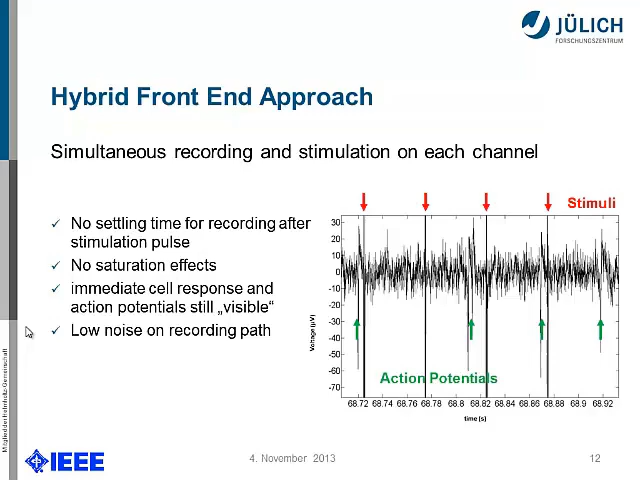 JÜLICH
FORSCHUNGSZENTRUM
Hybrid Front End Approach
Simultaneous recording and stimulation on each channel
No settling time for recording after
stimulation pulse
No saturation effects
immediate cell response and
action potentials still „visible“
Low noise on recording path
Stimuli
30
20
10
0
-10
-20
-30
-40
-50
-60
-70
Voltage (µV)
Action Potentials
68.72 68.74 68.76 68.78 68.8 68.82 68.84 68.86 68.88 68.9 68.92
time (s)
Mitglied der Helmholtz-Gemeinschaft
IEEE
4. November 2013
12